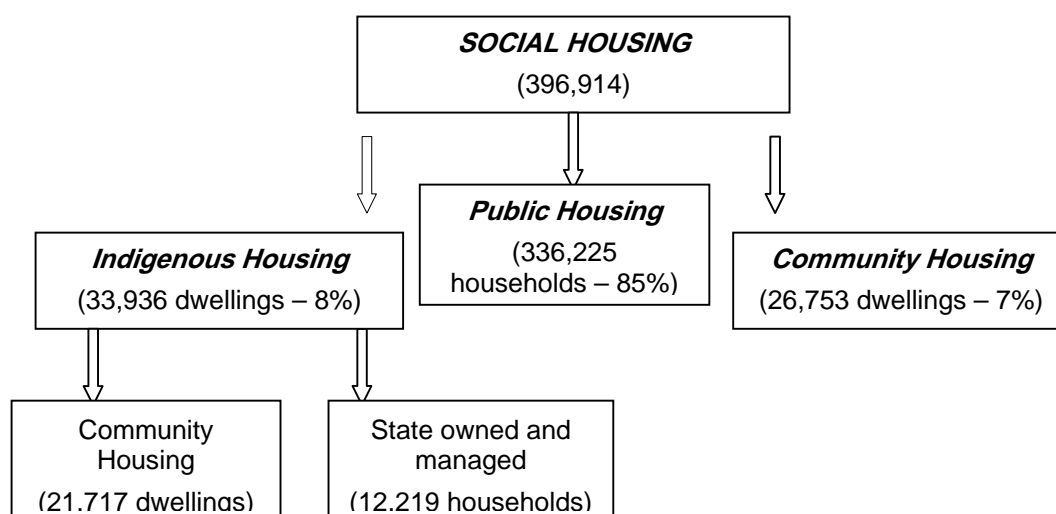 SOCIAL HOUSING
(396,914)
Public Housing
(336,225
households – 85%)
Indigenous Housing
(33,936 dwellings – 8%)
Community Housing
(26,753 dwellings – 7%)
Community
Housing
(21,717 dwellings)
State owned and
managed
(12,219 households)